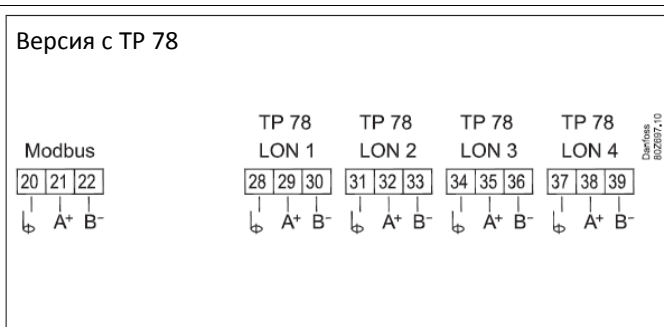 Версия с TP 78
TP 78 TP 78 TP 78 TP 78
Modbus LON 1 LON 2 LON 3 LON 4
20 21 22 28 29 30 31 32 33 34 35 36 37 38 39
A+ B- A+ B- A+ B- A+ B- A+ B-
Danfoss
80Z697.10